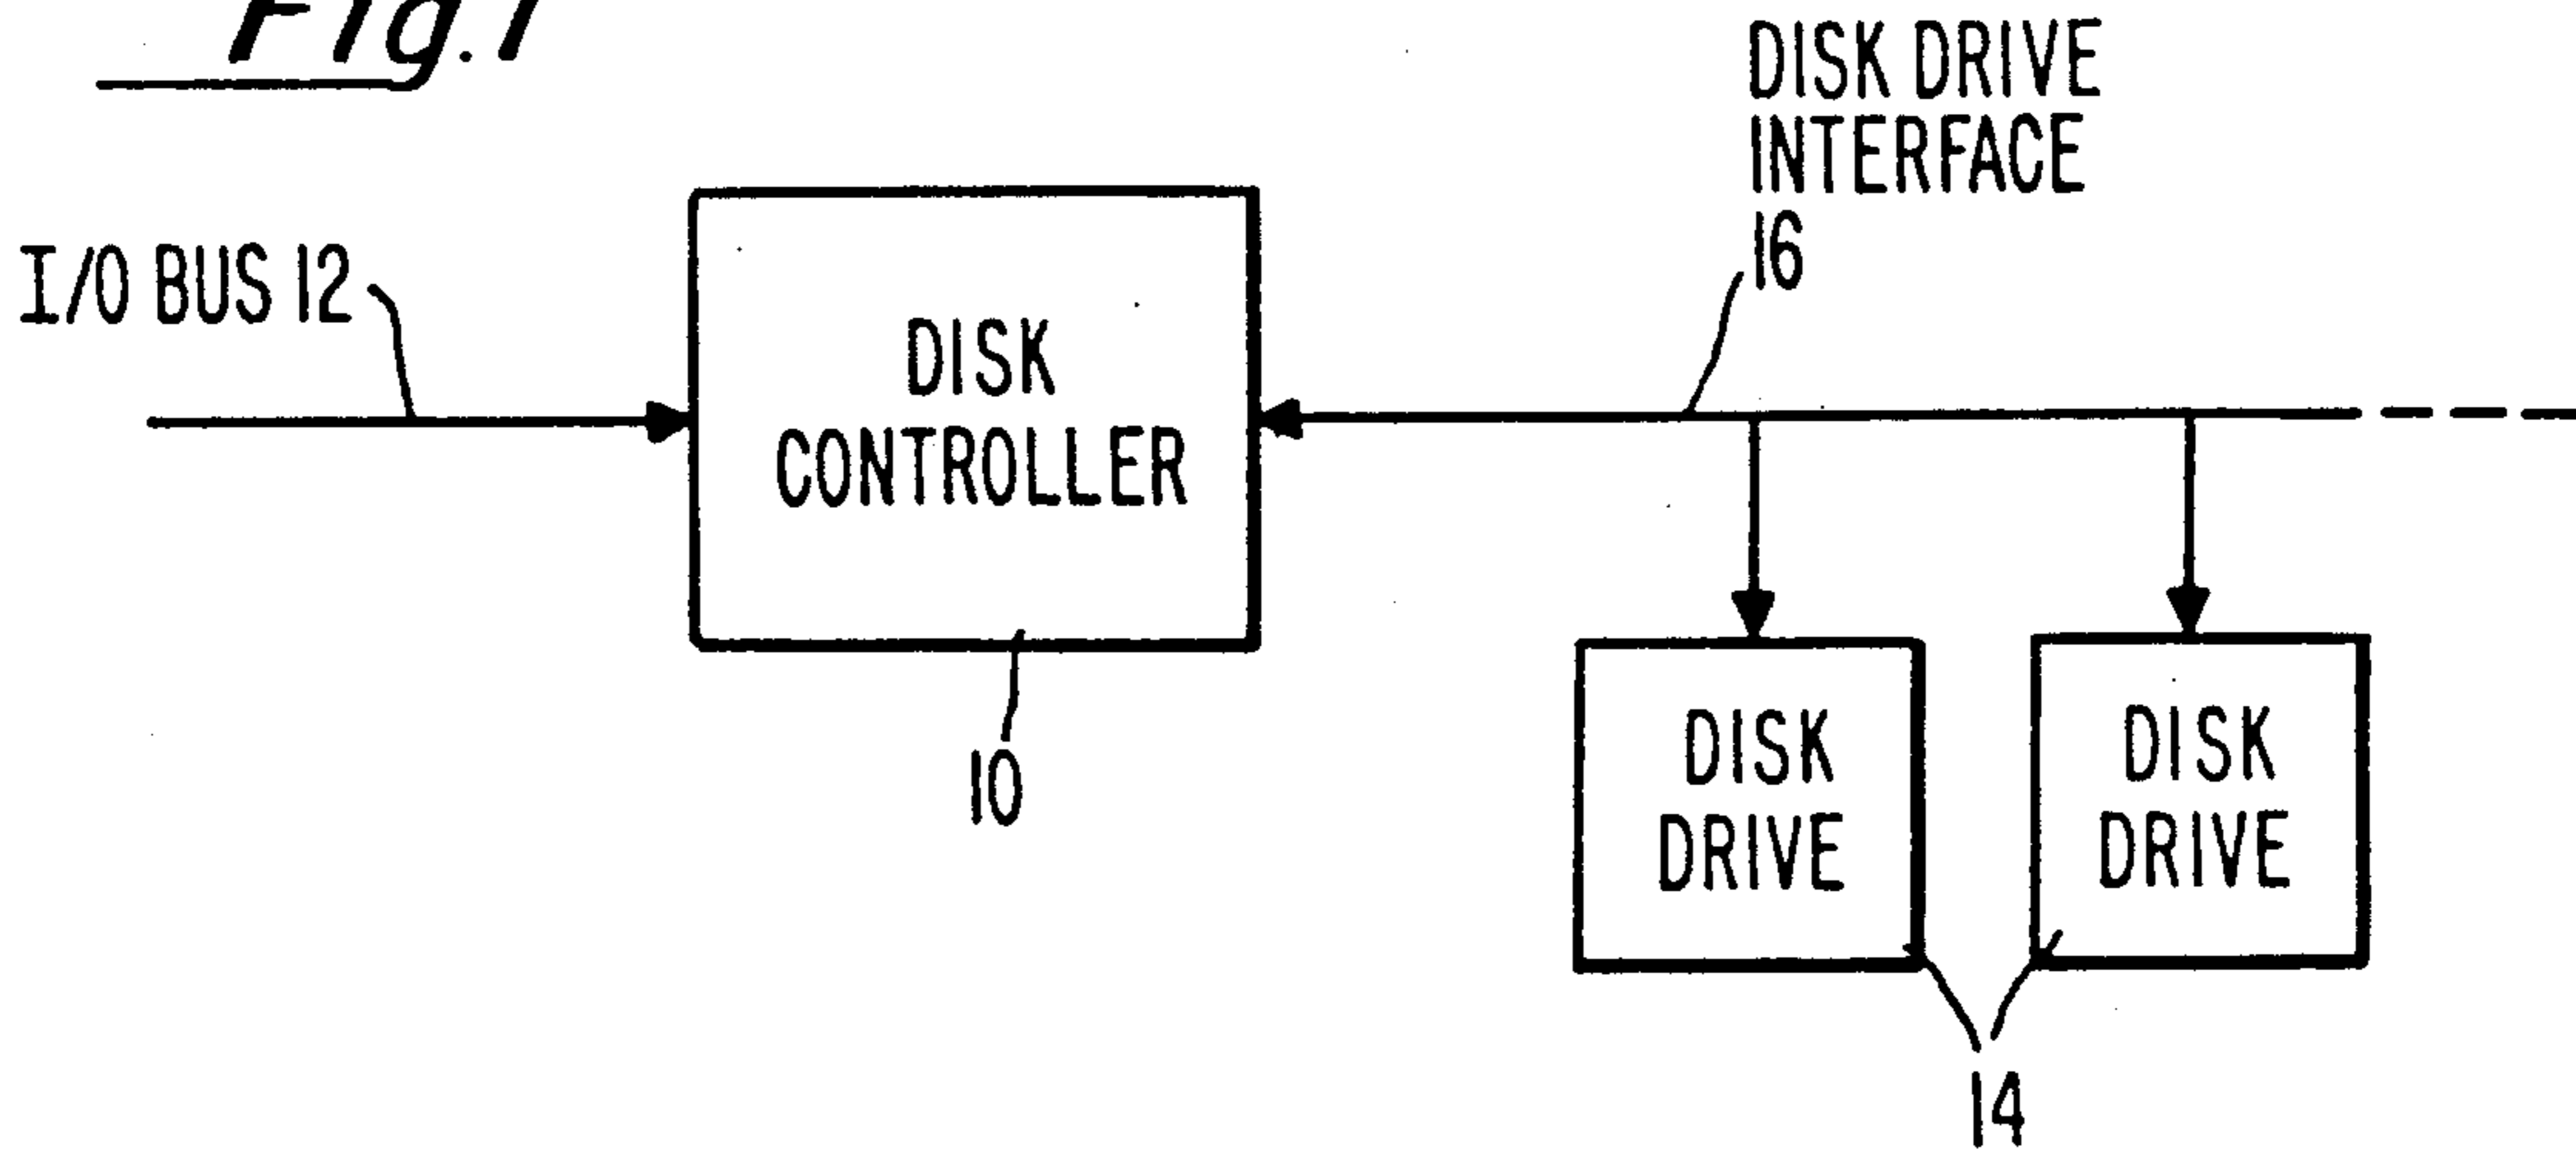 Fig.1
DISK DRIVE
INTERFACE
16
I/O BUS 12
DISK
CONTROLLER
10
DISK
DRIVE
DISK
DRIVE
14